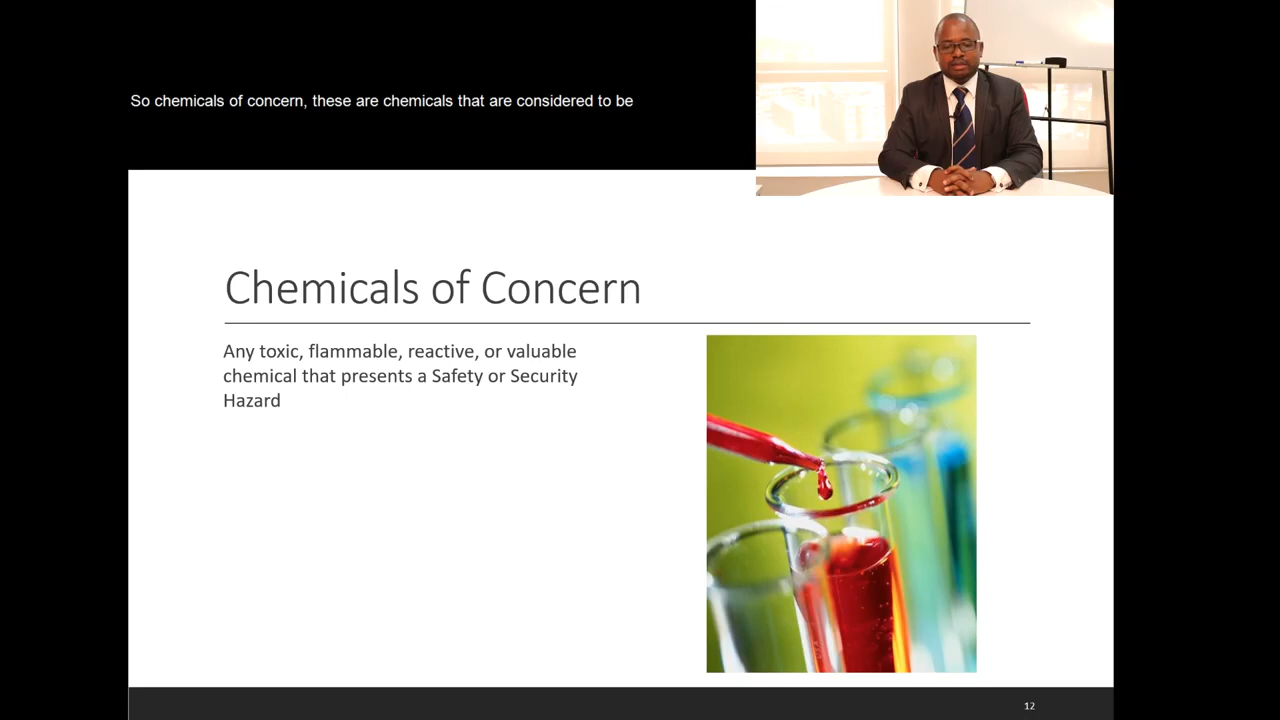 So chemicals of concern, these are chemicals that are considered to be
Chemicals of Concern
Any toxic, flammable, reactive, or valuable
chemical that presents a Safety or Security
Hazard
12